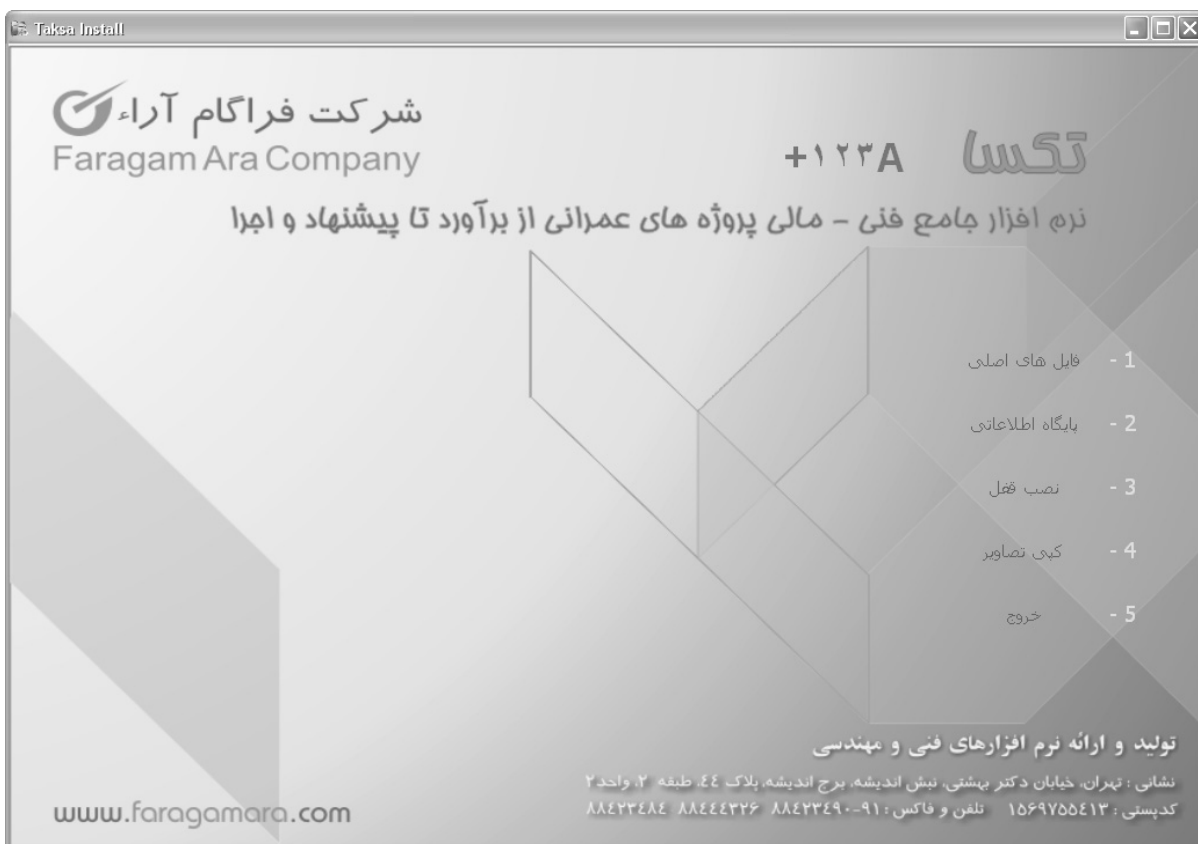 Taksa Install
شرکت فراگام آراء
Faragam Ara Company
تکسا +۱۲۳A
نرم افزار جامع فنی - مالی پروژه های عمرانی از برآورد تا پیشنهاد و اجرا
1 - فایل های اصلی
2 - پایگاه اطلاعاتی
3 - نصب قفل
4 - کپی تصاویر
5 - خروج
تولید و ارائه نرم افزارهای فنی و مهندسی
نشانی : تهران، خیابان دکتر بهشتی، نبش اندیشه، برج اندیشه، پلاک ٤٤، طبقه ۲، واحد۲
کدپستی : ۱۵۶۹۷۵۵٤۱۳ تلفن و فاکس : ۹۱-۸۸٤۲۳٤۹۰ ۸۸٤٤٤۳۲۶ ۸۸٤۲۳٤۸٤
www.faragamara.com